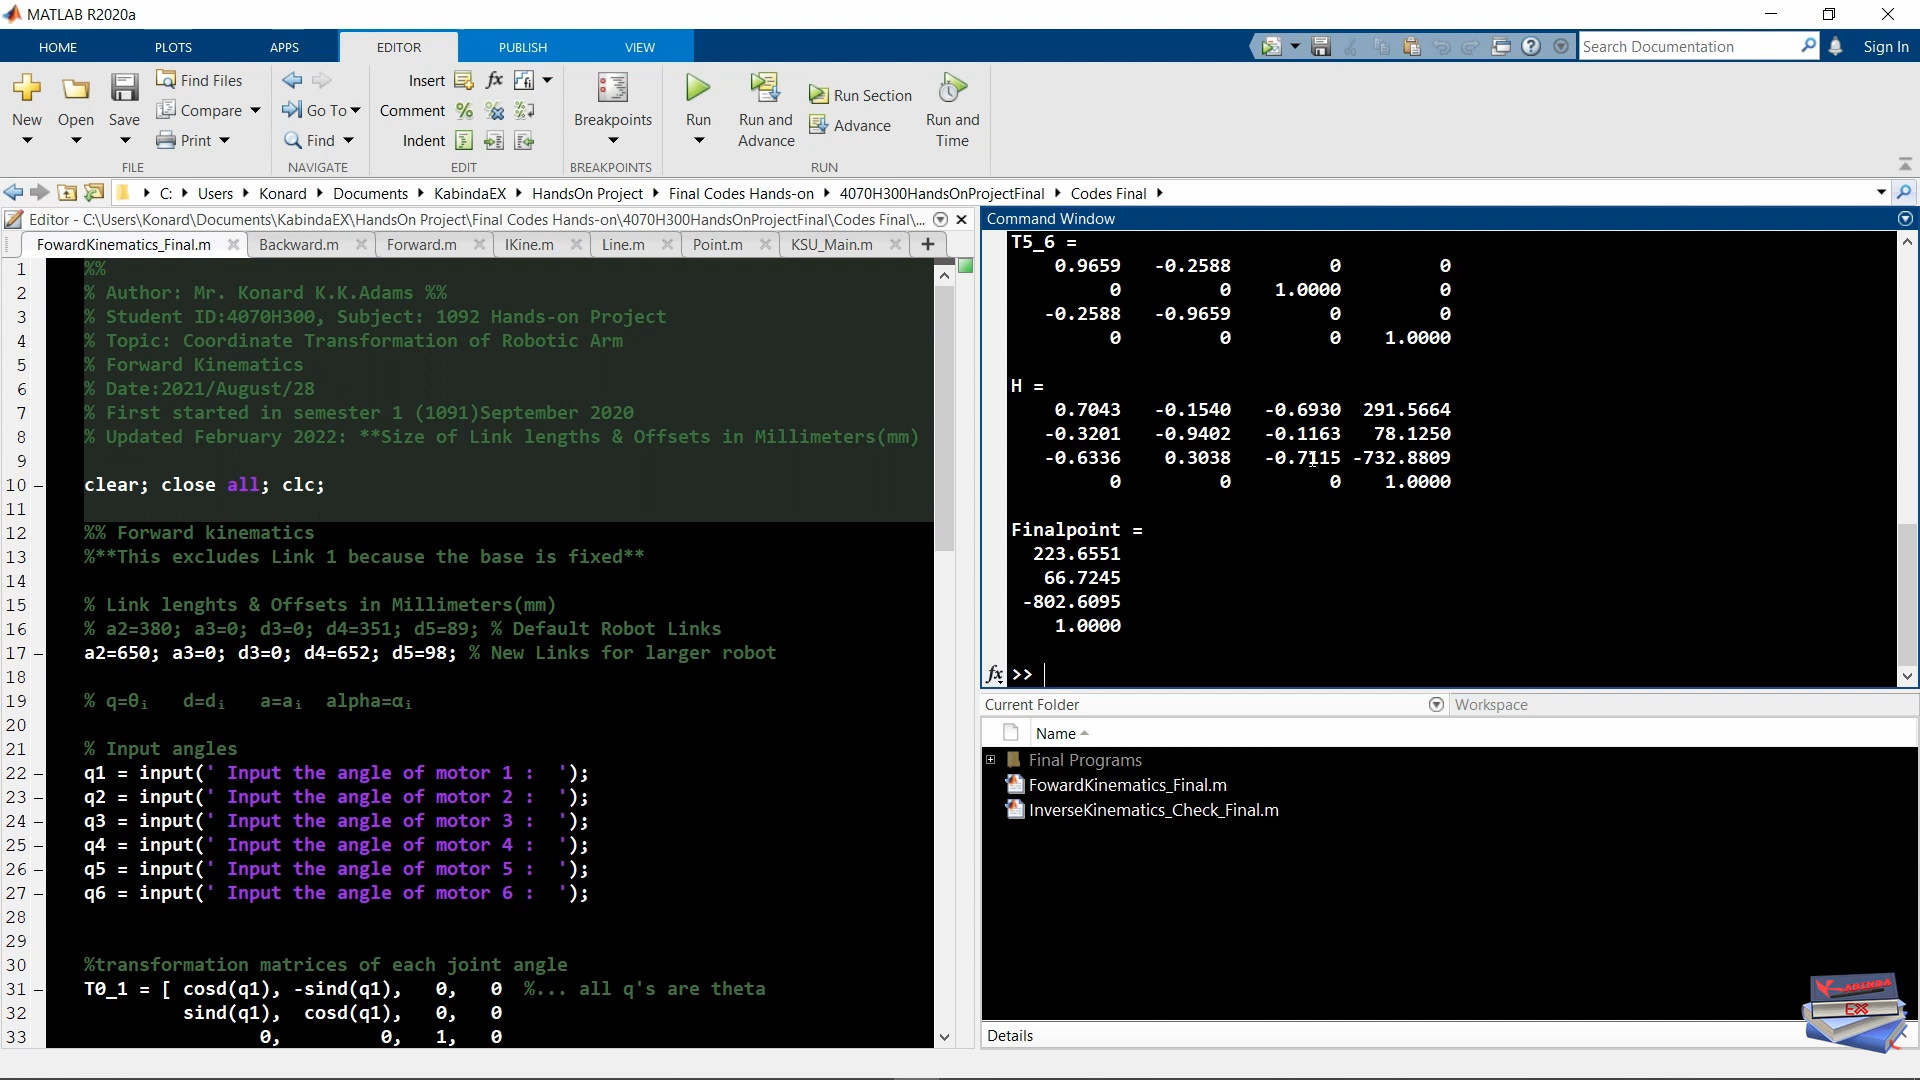 MATLAB R2020a
HOME PLOTS APPS EDITOR PUBLISH VIEW
Search Documentation
Sign In
New
Open
Save
Find Files
Compare
Print
FILE
Go To
Find
NAVIGATE
Insert
Comment
Indent
EDIT
Breakpoints
BREAKPOINTS
Run
Run and Advance
Run Section
Advance
Run and Time
RUN
C: Users Konard Documents KabindaEX HandsOn Project Final Codes Hands-on 4070H300HandsOnProjectFinal Codes Final
Editor - C:\Users\Konard\Documents\KabindaEX\HandsOn Project\Final Codes Hands-on\4070H300HandsOnProjectFinal\Codes Final\...
FowardKinematics_Final.m Backward.m Forward.m IKine.m Line.m Point.m KSU_Main.m +
1 %%
2 % Author: Mr. Konard K.K.Adams %%
3 % Student ID:4070H300, Subject: 1092 Hands-on Project
4 % Topic: Coordinate Transformation of Robotic Arm
5 % Forward Kinematics
6 % Date:2021/August/28
7 % First started in semester 1 (1091)September 2020
8 % Updated February 2022: **Size of Link lengths & Offsets in Millimeters(mm)
9
10 – clear; close all; clc;
11
12 %% Forward kinematics
13 %**This excludes Link 1 because the base is fixed**
14
15 % Link lenghts & Offsets in Millimeters(mm)
16 % a2=380; a3=0; d3=0; d4=351; d5=89; % Default Robot Links
17 – a2=650; a3=0; d3=0; d4=652; d5=98; % New Links for larger robot
18
19 % q=θᵢ d=dᵢ a=aᵢ alpha=αᵢ
20
21 % Input angles
22 – q1 = input(' Input the angle of motor 1 : ');
23 – q2 = input(' Input the angle of motor 2 : ');
24 – q3 = input(' Input the angle of motor 3 : ');
25 – q4 = input(' Input the angle of motor 4 : ');
26 – q5 = input(' Input the angle of motor 5 : ');
27 – q6 = input(' Input the angle of motor 6 : ');
28
29
30 %transformation matrices of each joint angle
31 – T0_1 = [ cosd(q1), -sind(q1), 0, 0 %... all q's are theta
32 sind(q1), cosd(q1), 0, 0
33 0, 0, 1, 0
Command Window
T5_6 =
0.9659 -0.2588 0 0
0 0 1.0000 0
-0.2588 -0.9659 0 0
0 0 0 1.0000
H =
0.7043 -0.1540 -0.6930 291.5664
-0.3201 -0.9402 -0.1163 78.1250
-0.6336 0.3038 -0.7115 -732.8809
0 0 0 1.0000
Finalpoint =
223.6551
66.7245
-802.6095
1.0000
fx >>
Current Folder
Workspace
Name
Final Programs
FowardKinematics_Final.m
InverseKinematics_Check_Final.m
Details
KABINDA
EX